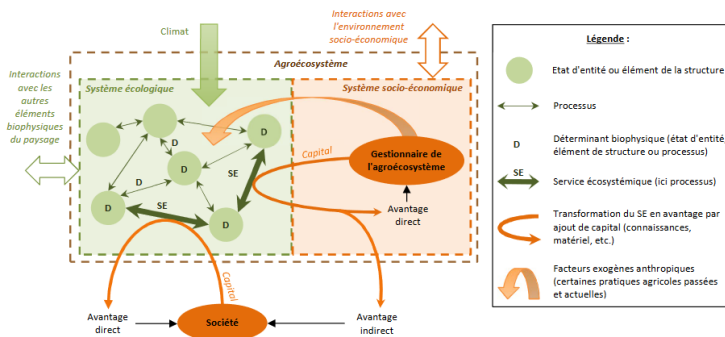 Interactions avec
l'environnement
socio-économique
Climat
Agroécosystème
Système écologique
Système socio-économique
Interactions
avec les
autres
éléments
biophysiques
du paysage
D
D
D
D
D
D
SE
SE
Capital
Gestionnaire de
l'agroécosystème
Avantage
direct
Capital
Avantage
direct
Société
Avantage
indirect
Légende :
Etat d'entité ou élément de la structure
Processus
D
Déterminant biophysique (état d'entité,
élément de structure ou processus)
SE
Service écosystémique (ici processus)
Transformation du SE en avantage par
ajout de capital (connaissances,
matériel, etc.)
Facteurs exogènes anthropiques
(certaines pratiques agricoles passées
et actuelles)